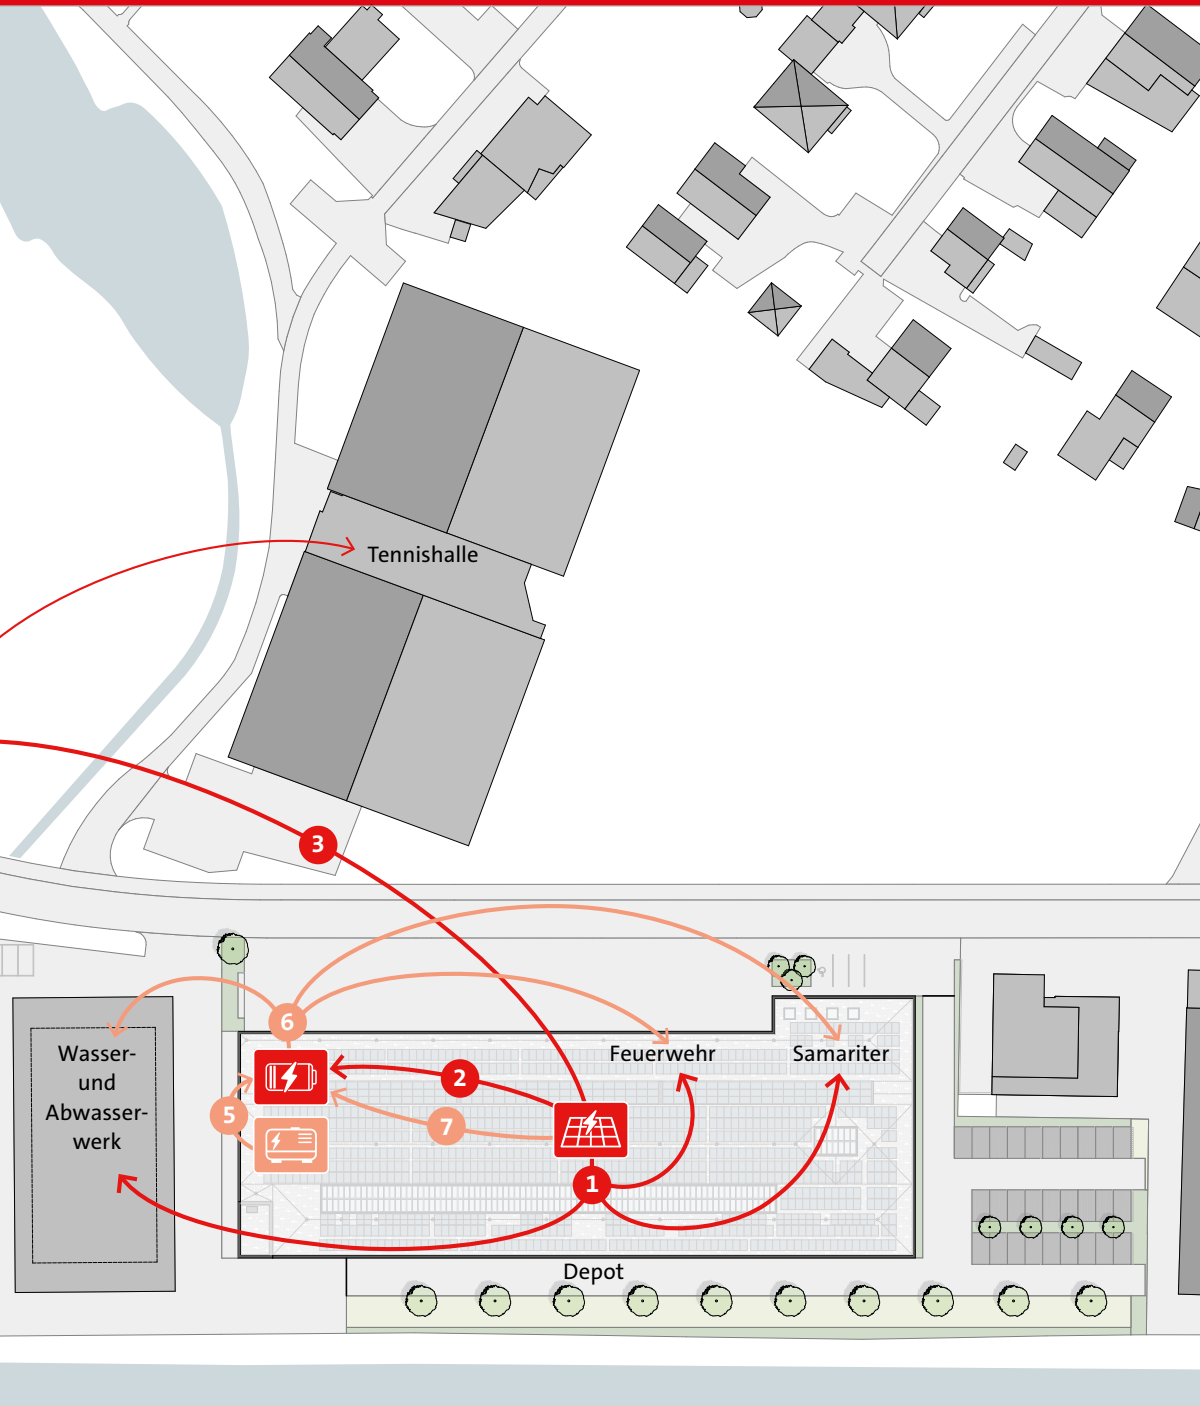 Tennishalle
3
6
Wasser-
und
Abwasser-
werk
Feuerwehr
Samariter
2
5
7
1
Depot